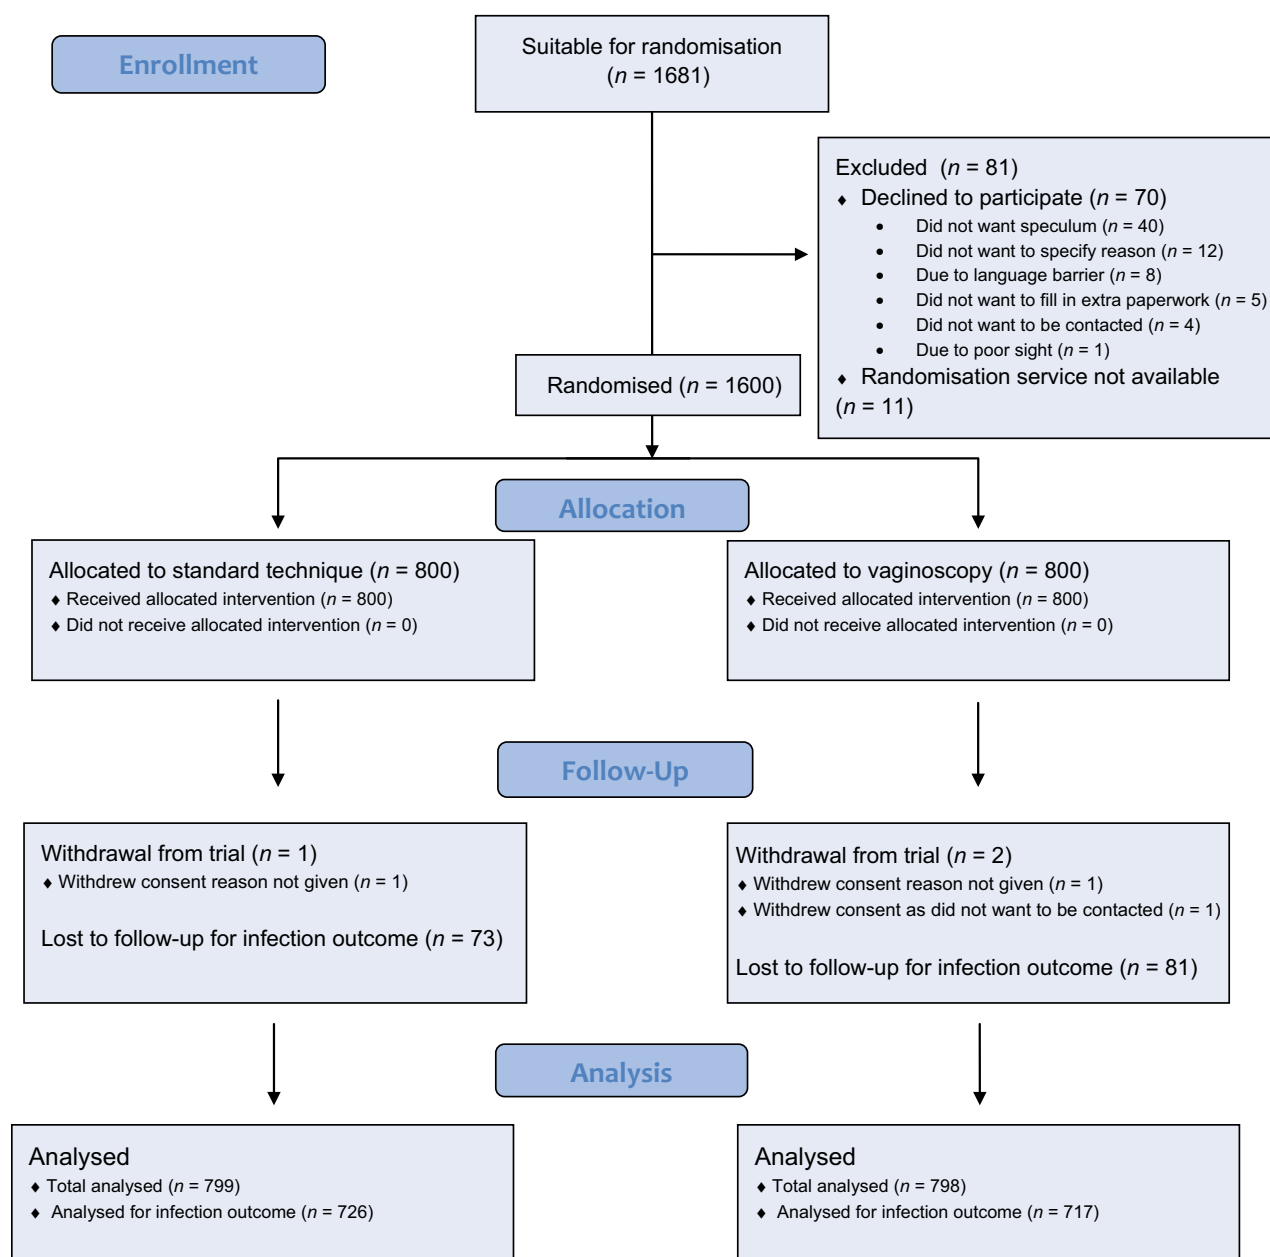 Enrollment
Suitable for randomisation
(n = 1681)
Excluded (n = 81)
♦ Declined to participate (n = 70)
• Did not want speculum (n = 40)
• Did not want to specify reason (n = 12)
• Due to language barrier (n = 8)
• Did not want to fill in extra paperwork (n = 5)
• Did not want to be contacted (n = 4)
• Due to poor sight (n = 1)
♦ Randomisation service not available
(n = 11)
Randomised (n = 1600)
Allocation
Allocated to standard technique (n = 800)
♦ Received allocated intervention (n = 800)
♦ Did not receive allocated intervention (n = 0)
Allocated to vaginoscopy (n = 800)
♦ Received allocated intervention (n = 800)
♦ Did not receive allocated intervention (n = 0)
Follow-Up
Withdrawal from trial (n = 1)
♦ Withdrew consent reason not given (n = 1)
Lost to follow-up for infection outcome (n = 73)
Withdrawal from trial (n = 2)
♦ Withdrew consent reason not given (n = 1)
♦ Withdrew consent as did not want to be contacted (n = 1)
Lost to follow-up for infection outcome (n = 81)
Analysis
Analysed
♦ Total analysed (n = 799)
♦ Analysed for infection outcome (n = 726)
Analysed
♦ Total analysed (n = 798)
♦ Analysed for infection outcome (n = 717)